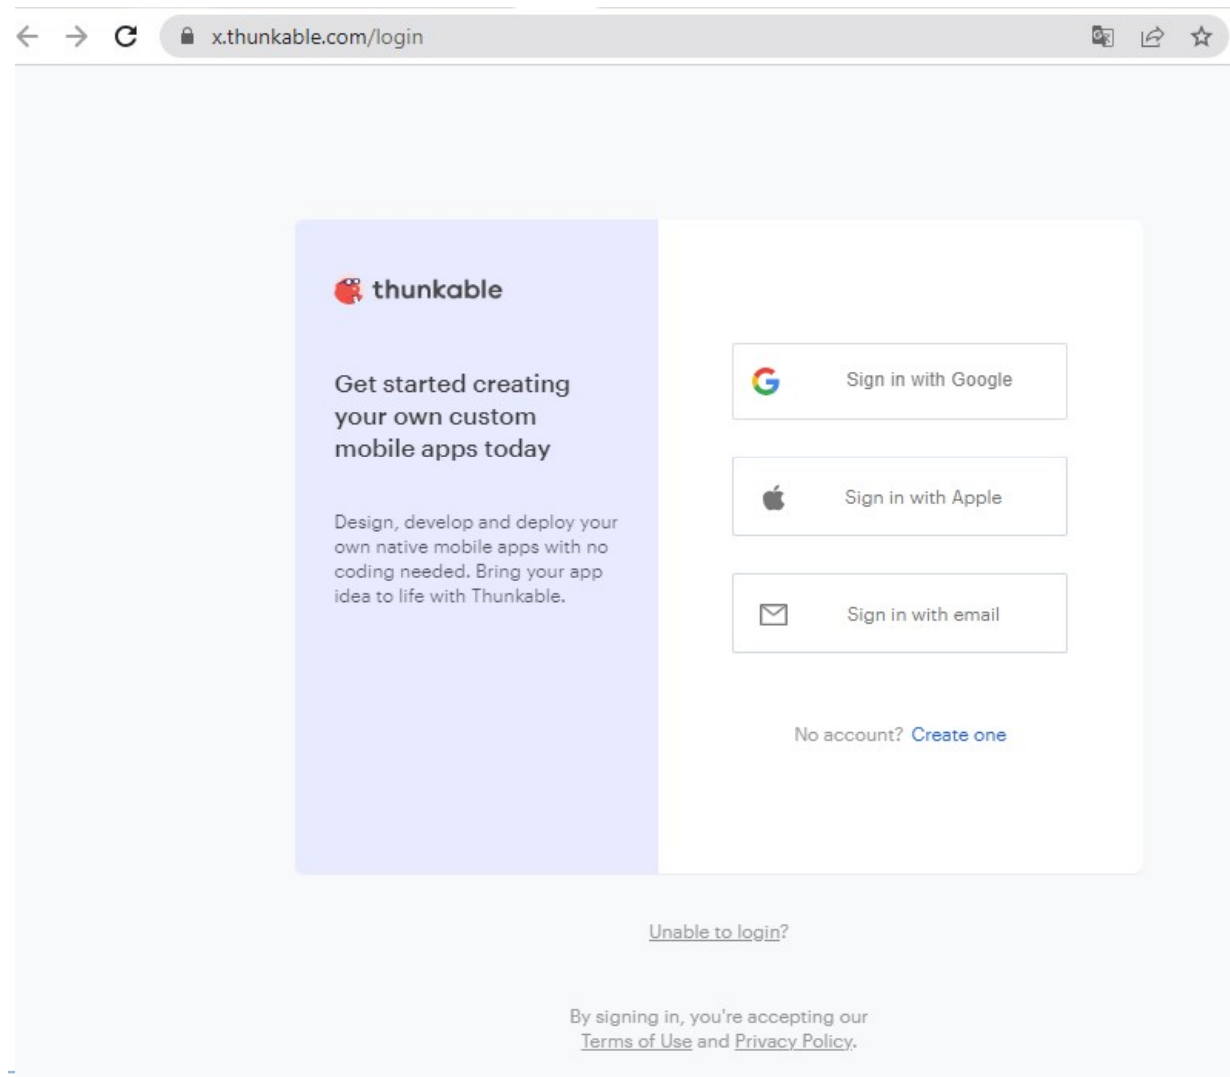 x.thunkable.com/login
thunkable
Get started creating
your own custom
mobile apps today
Design, develop and deploy your
own native mobile apps with no
coding needed. Bring your app
idea to life with Thunkable.
Sign in with Google
Sign in with Apple
Sign in with email
No account? Create one
Unable to login?
By signing in, you're accepting our
Terms of Use and Privacy Policy.